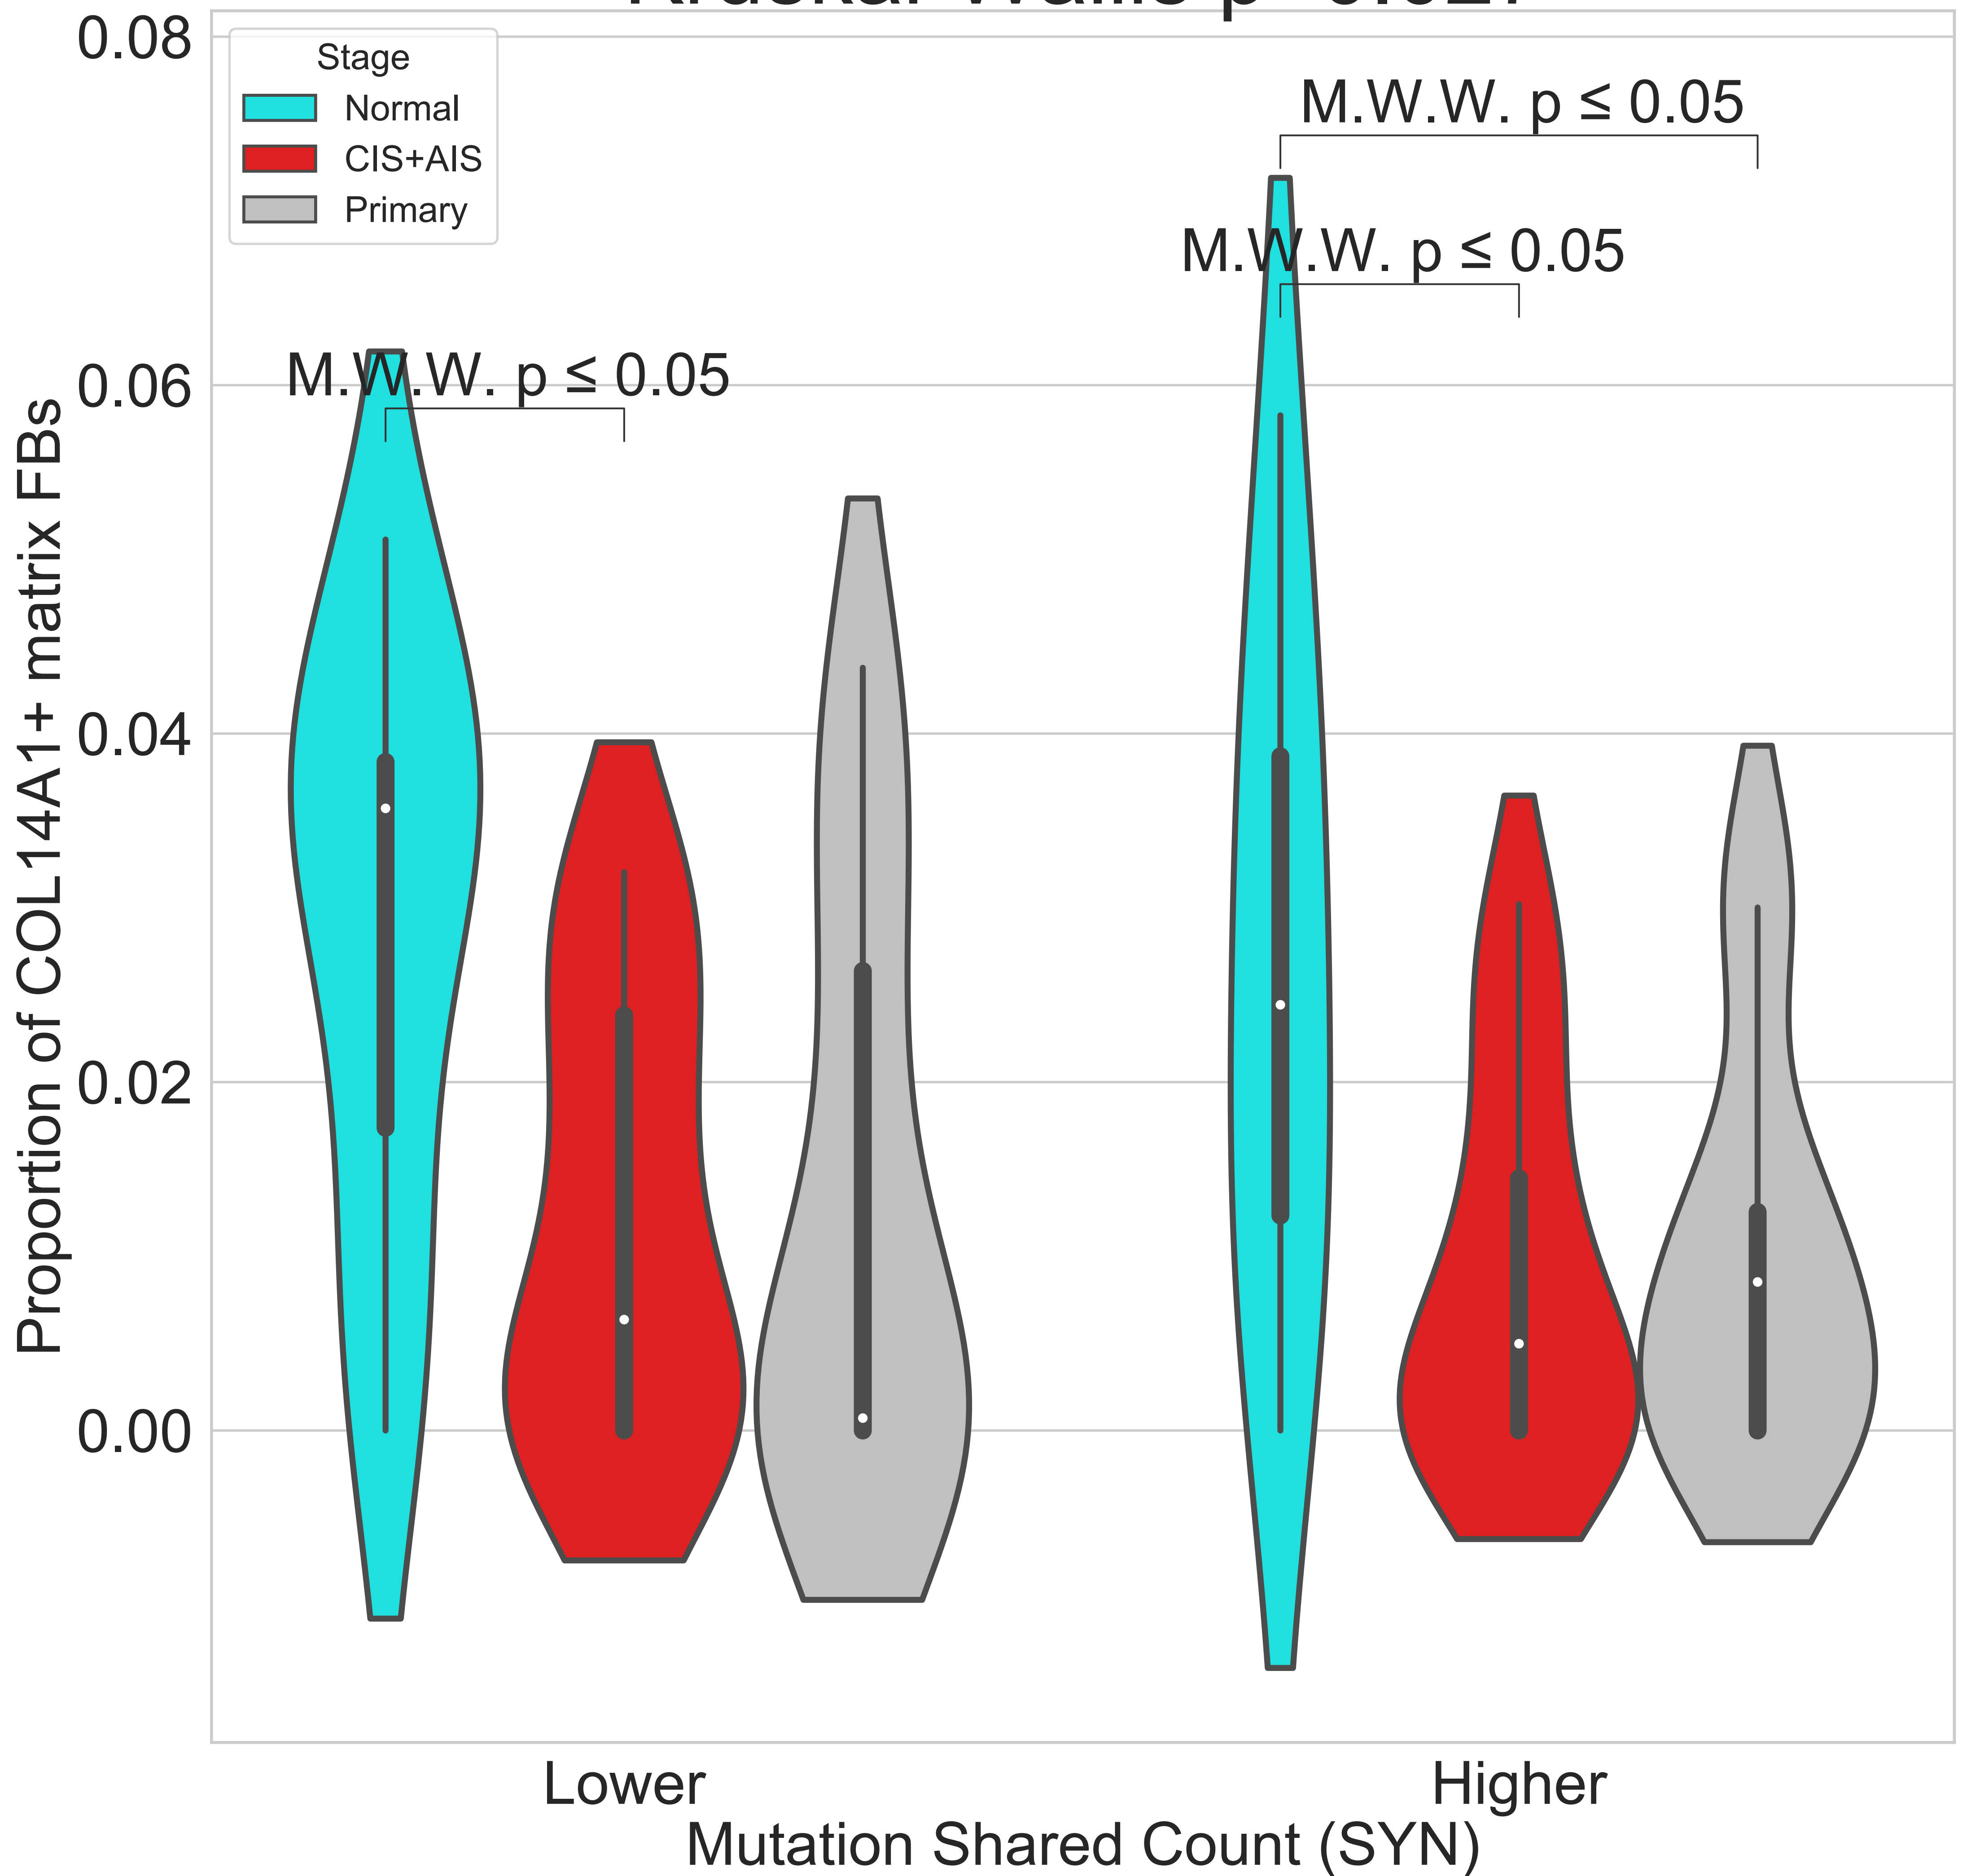 0.08
0.06
0.04
0.02
0.00
Proportion of COL14A1+ matrix FBs
Stage
Normal
CIS+AIS
Primary
M.W.W. p ≤ 0.05
M.W.W. p ≤ 0.05
M.W.W. p ≤ 0.05
Lower
Higher
Mutation Shared Count (SYN)